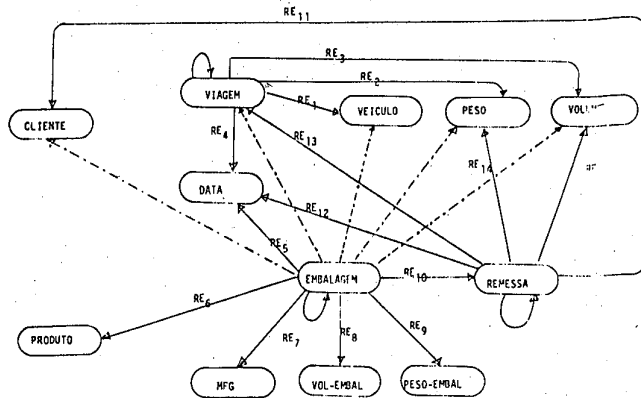 RE11
RE3
RE2
VIAGEM
RE1
VEICULO
PESO
CLIENTE
RE4
RE13
RE14
DATA
RE12
RE5
EMBALAGEM
RE10
REMESSA
RE6
PRODUTO
RE7
RE8
RE9
MFG
VOL-EMBAL
PESO-EMBAL